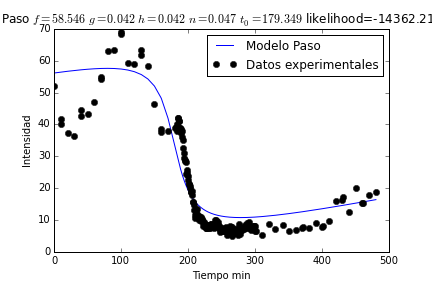 Paso f=58.546 g=0.042 h=0.042 n=0.047 t₀=179.349 likelihood=-14362.21
Modelo Paso
Datos experimentales
Intensidad
70
60
50
40
30
20
10
0
0 100 200 300 400 500
Tiempo min